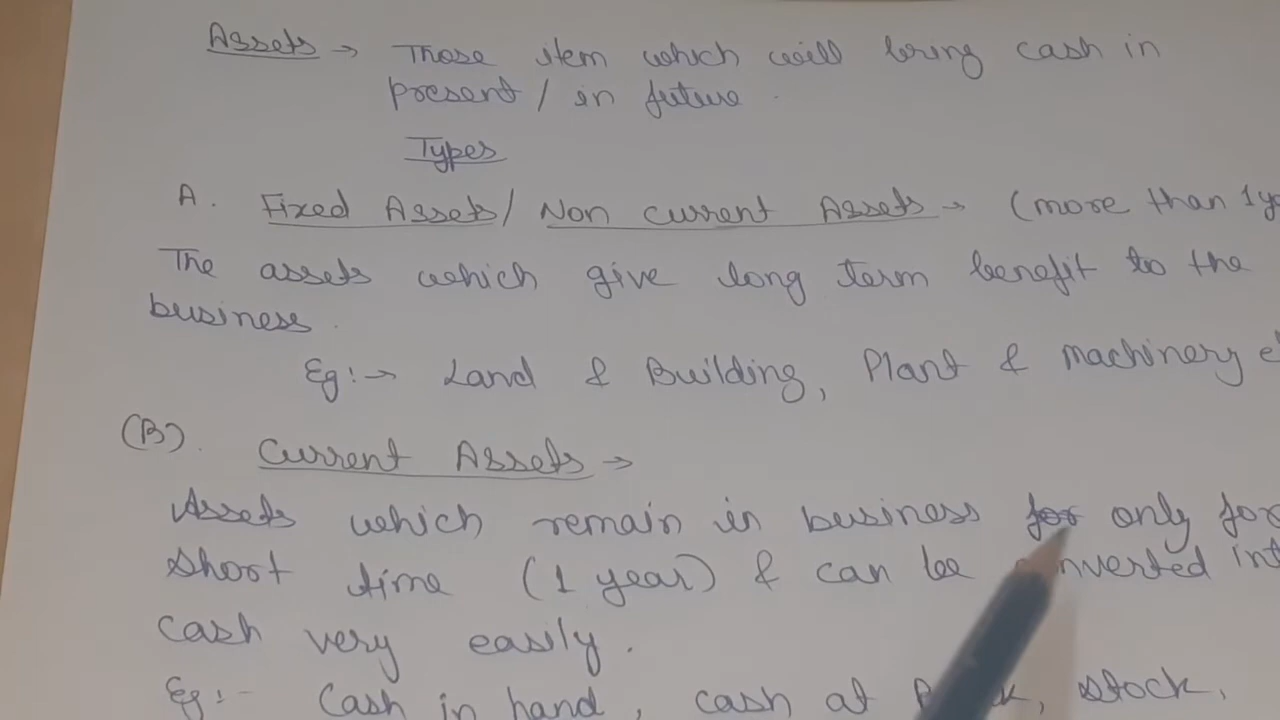 Assets → Those item which will bring cash in
present / in future.
Types
A. Fixed Assets / Non current Assets → (more than 1 ye
The assets which give long term benefit to the
business.
Eg:→ Land & Building, Plant & machinery e
(B). Current Assets →
Assets which remain in business for only for
short time (1 year) & can be converted int
cash very easily.
Eg:- Cash in hand, cash at stock,